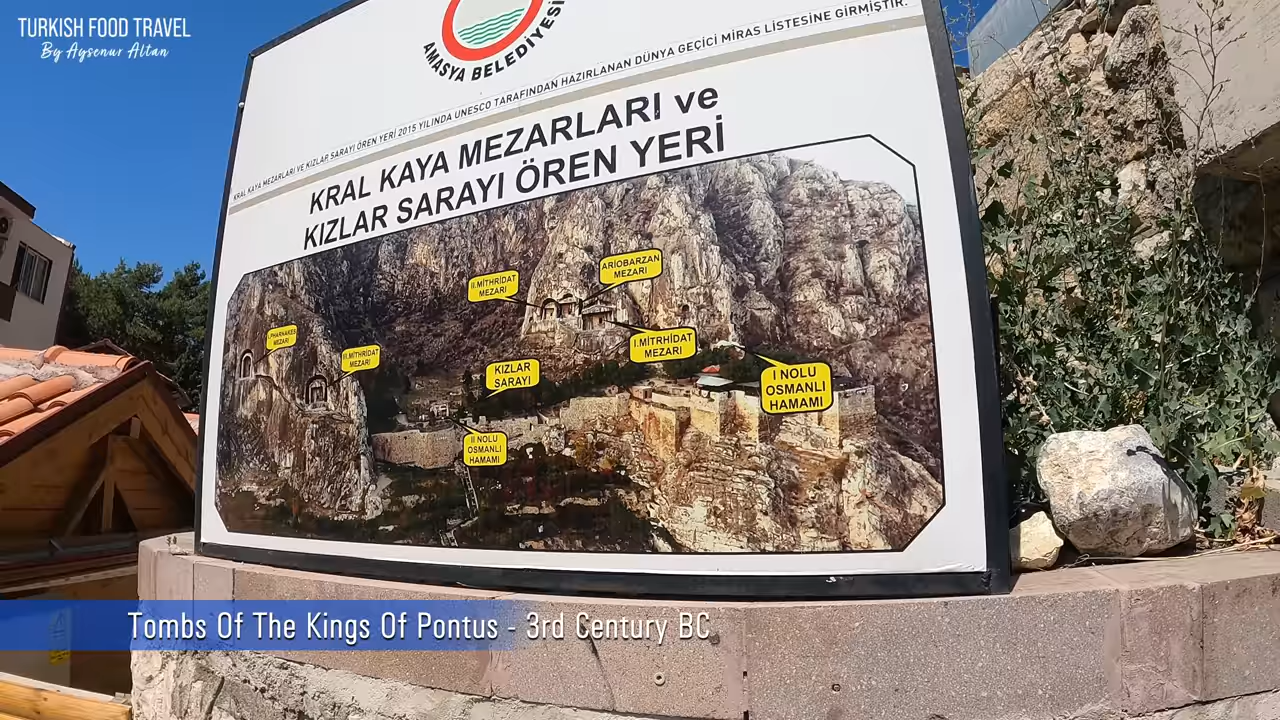 TURKISH FOOD TRAVEL
By Aysenur Altan
AMASYA BELEDİYESİ
KRAL KAYA MEZARLARI VE KIZLAR SARAYI ÖREN YERİ 2015 YILINDA UNESCO TARAFINDAN HAZIRLANAN DÜNYA GEÇİCİ MİRAS LİSTESİNE GİRMİŞTİR.
KRAL KAYA MEZARLARI ve
KIZLAR SARAYI ÖREN YERİ
ARİOBARZAN
MEZARI
II.MİTHRİDAT
MEZARI
I.PHARNAKES
MEZARI
III.MİTHRİDAT
MEZARI
I.MİTRHİDAT
MEZARI
KIZLAR
SARAYI
I NOLU
OSMANLI
HAMAMI
II NOLU
OSMANLI
HAMAMI
Tombs Of The Kings Of Pontus - 3rd Century BC